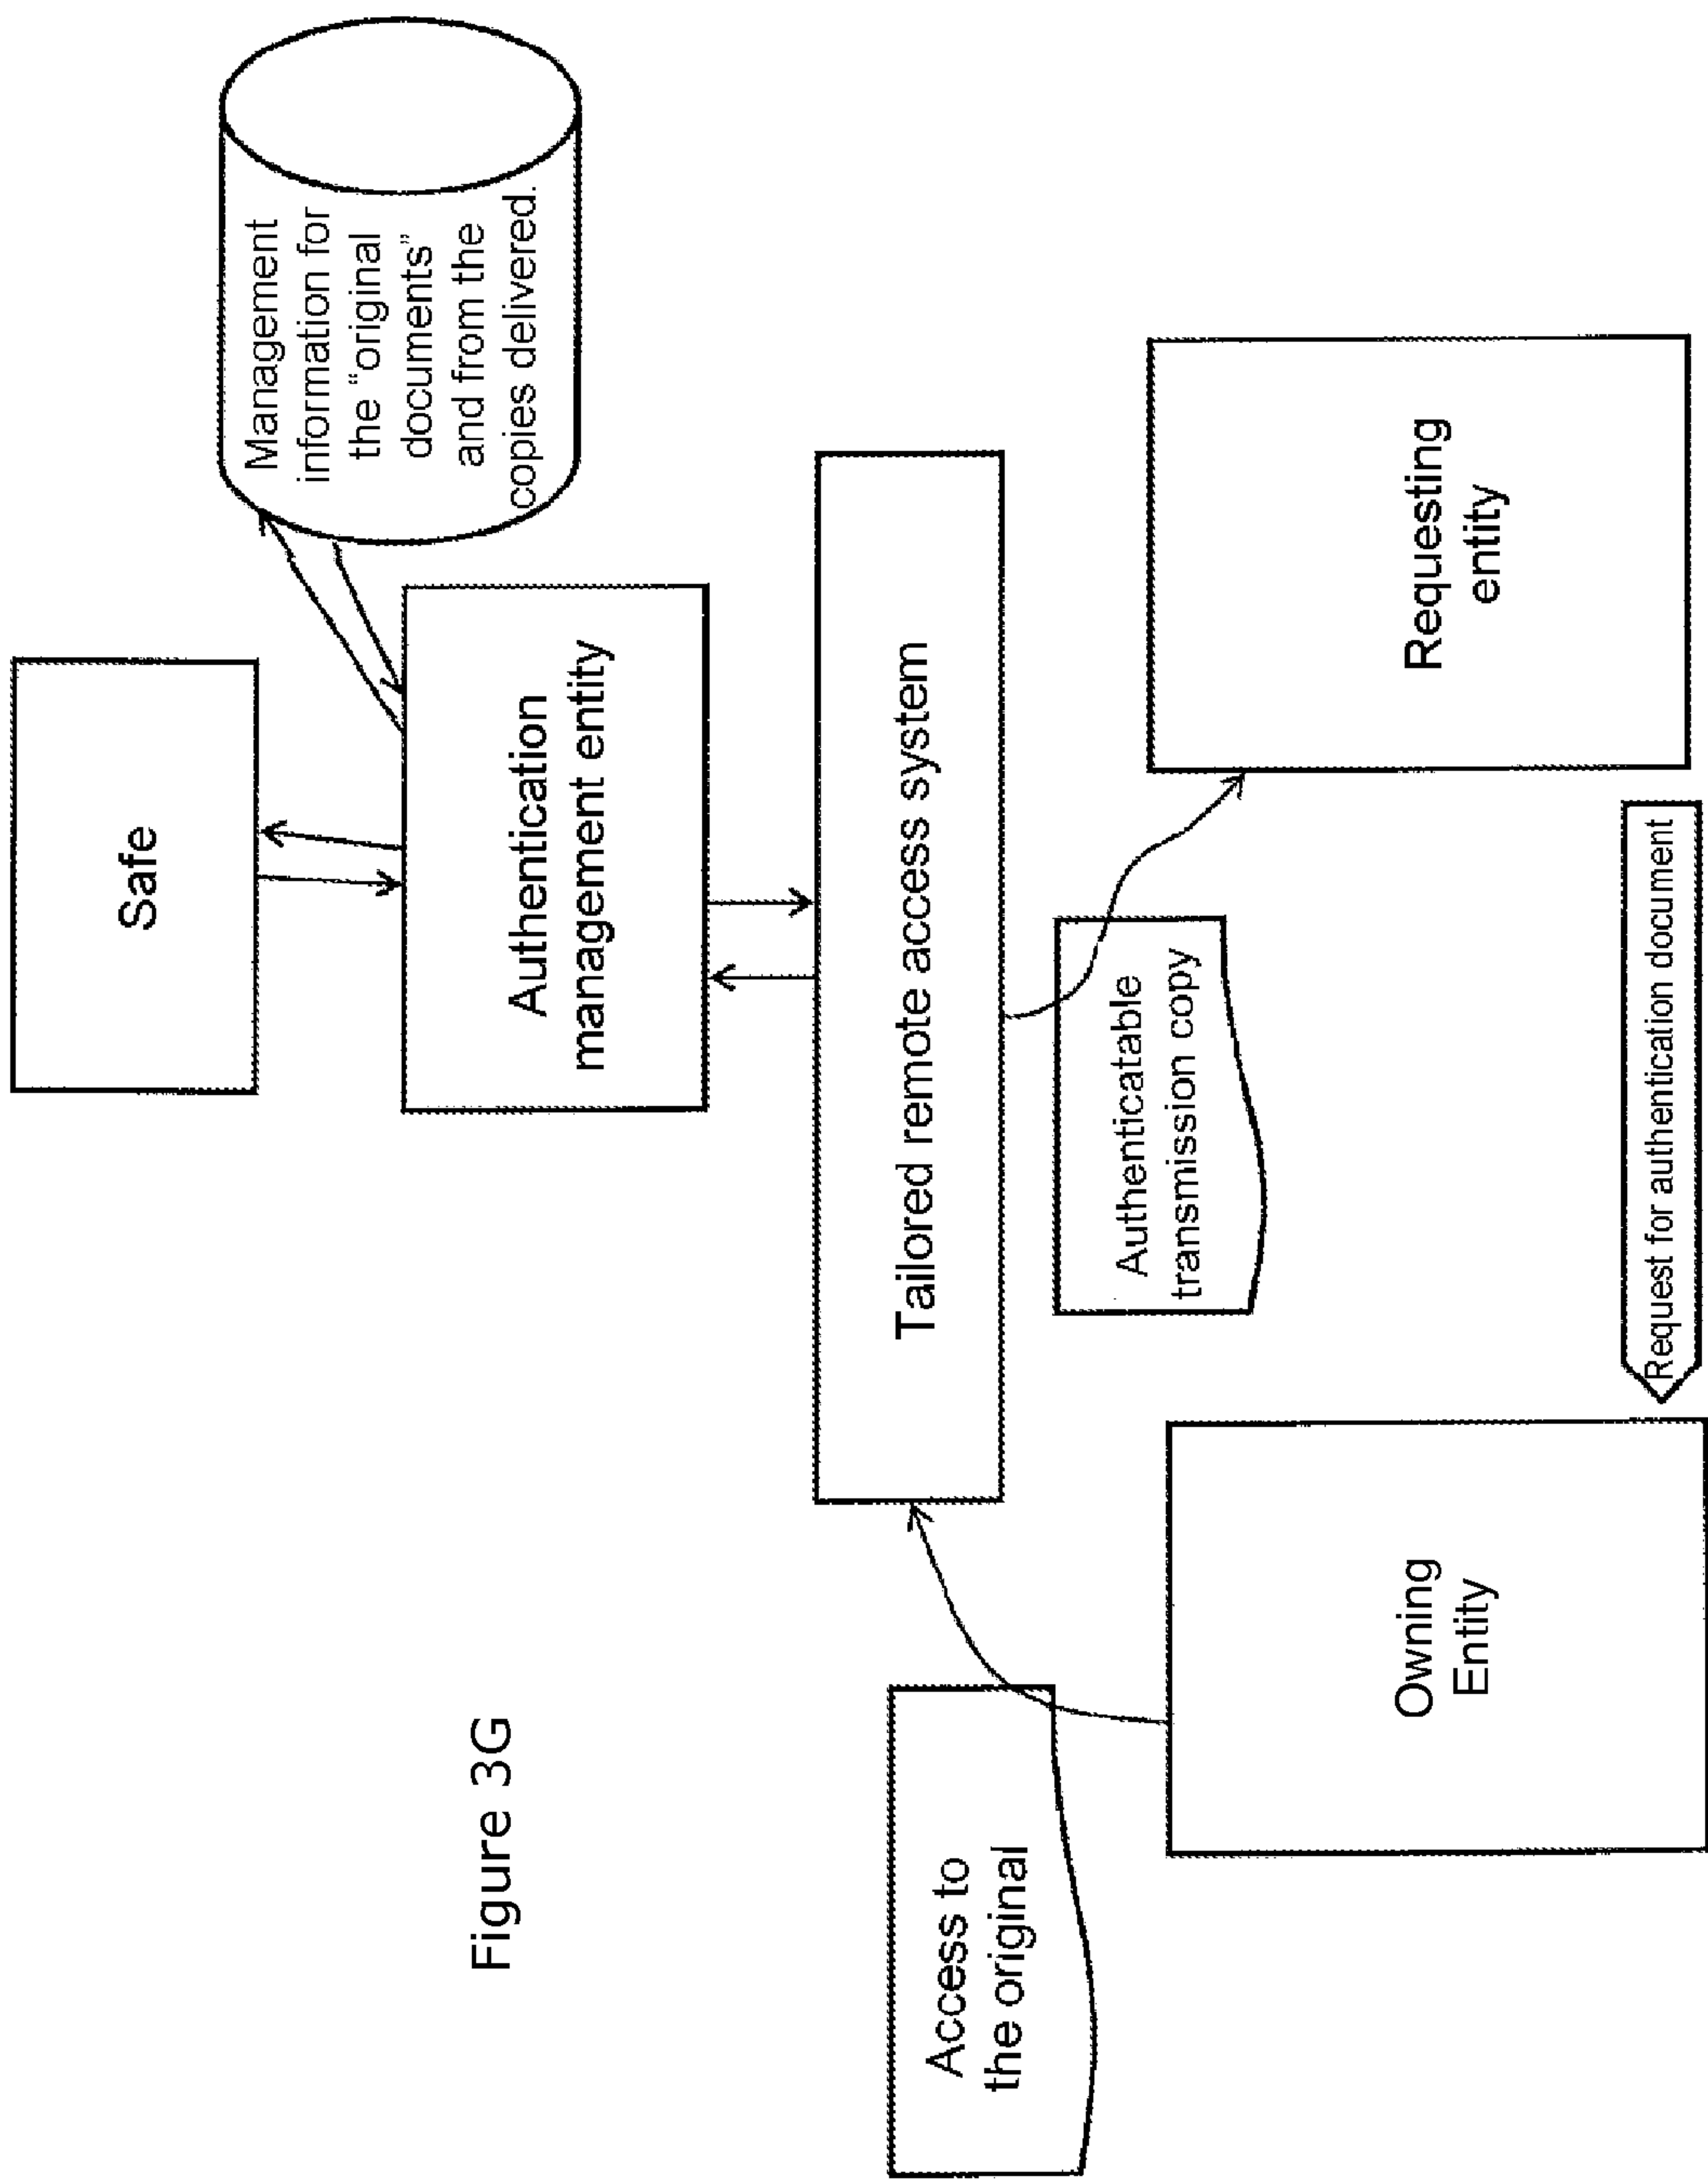 Figure 3G
Safe
Management
information for
the “original
documents”
and from the
copies delivered.
Authentication
management entity
Tailored remote access system
Access to
the original
Authenticatable
transmission copy
Owning
Entity
Requesting
entity
Request for authentication document